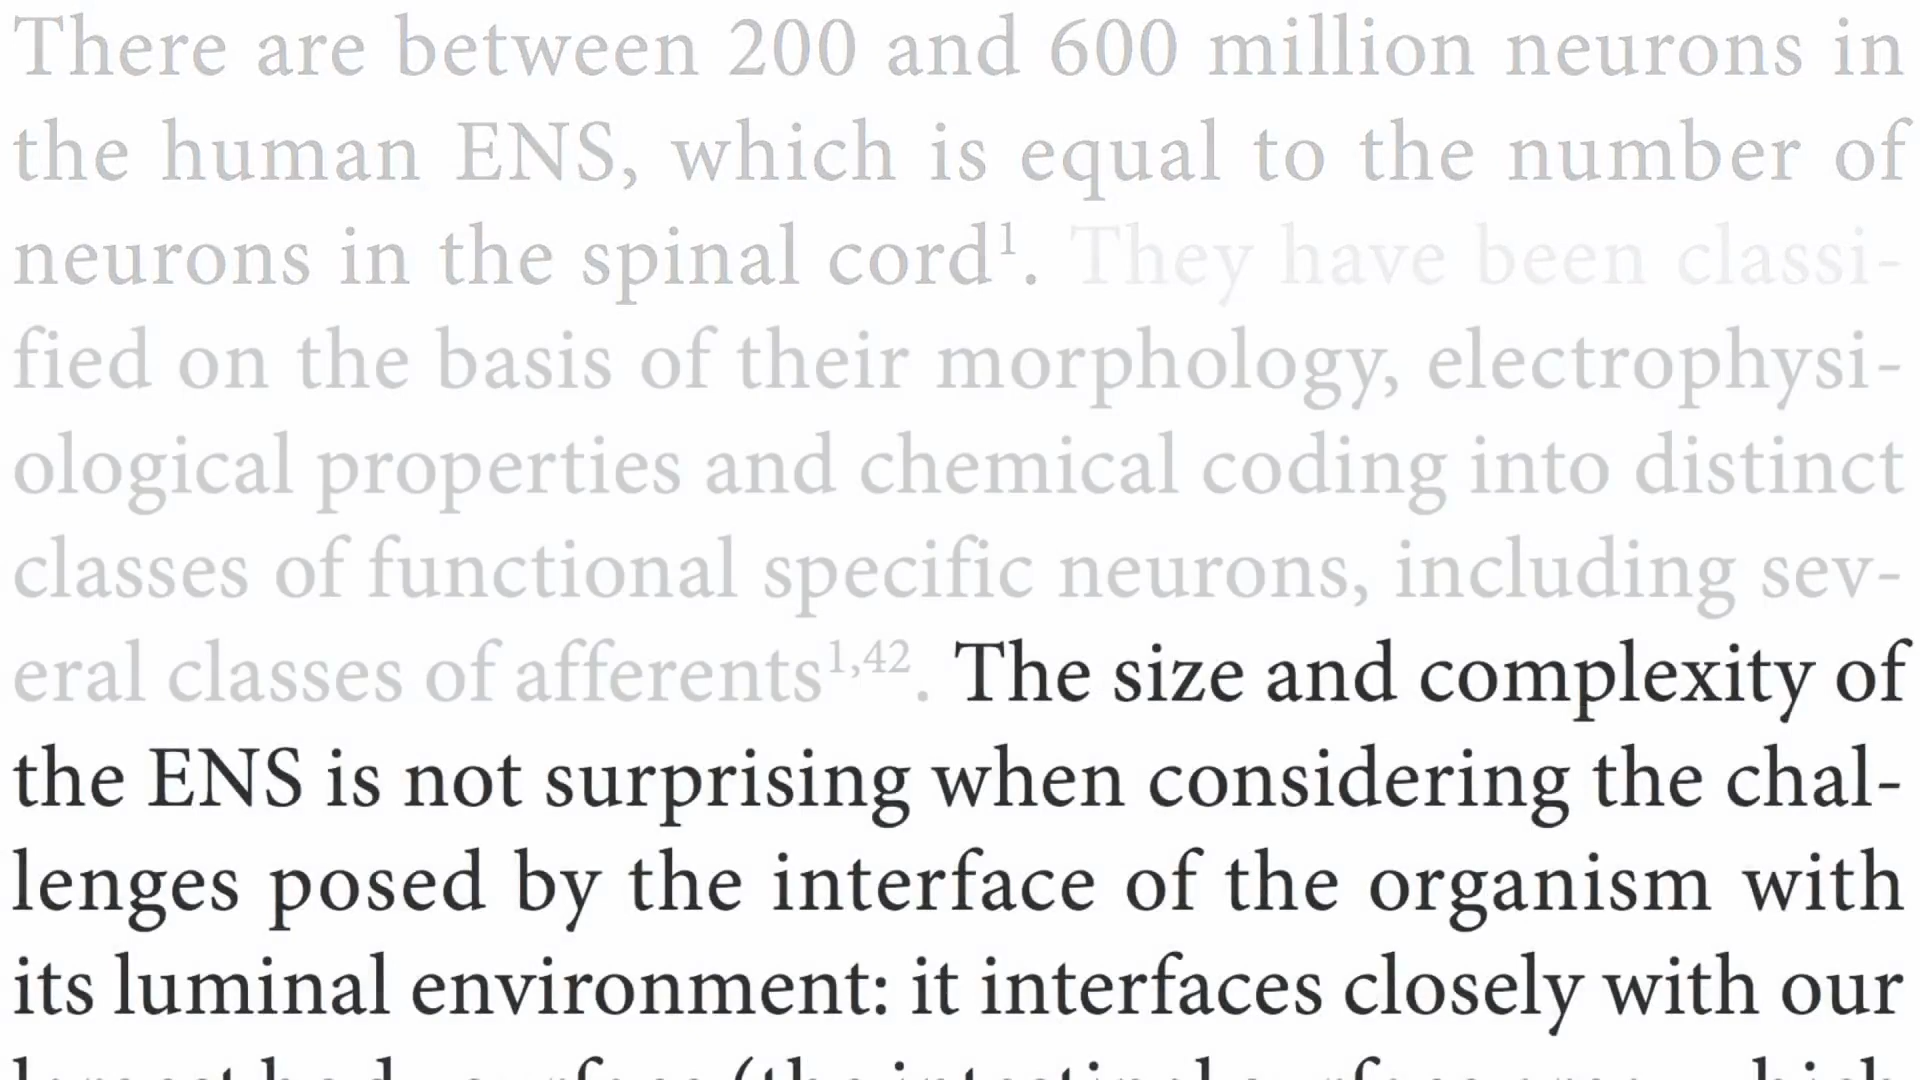 There are between 200 and 600 million neurons in
the human ENS, which is equal to the number of
neurons in the spinal cord¹. They have been classi-
fied on the basis of their morphology, electrophysi-
ological properties and chemical coding into distinct
classes of functional specific neurons, including sev-
eral classes of afferents¹,⁴². The size and complexity of
the ENS is not surprising when considering the chal-
lenges posed by the interface of the organism with
its luminal environment: it interfaces closely with our